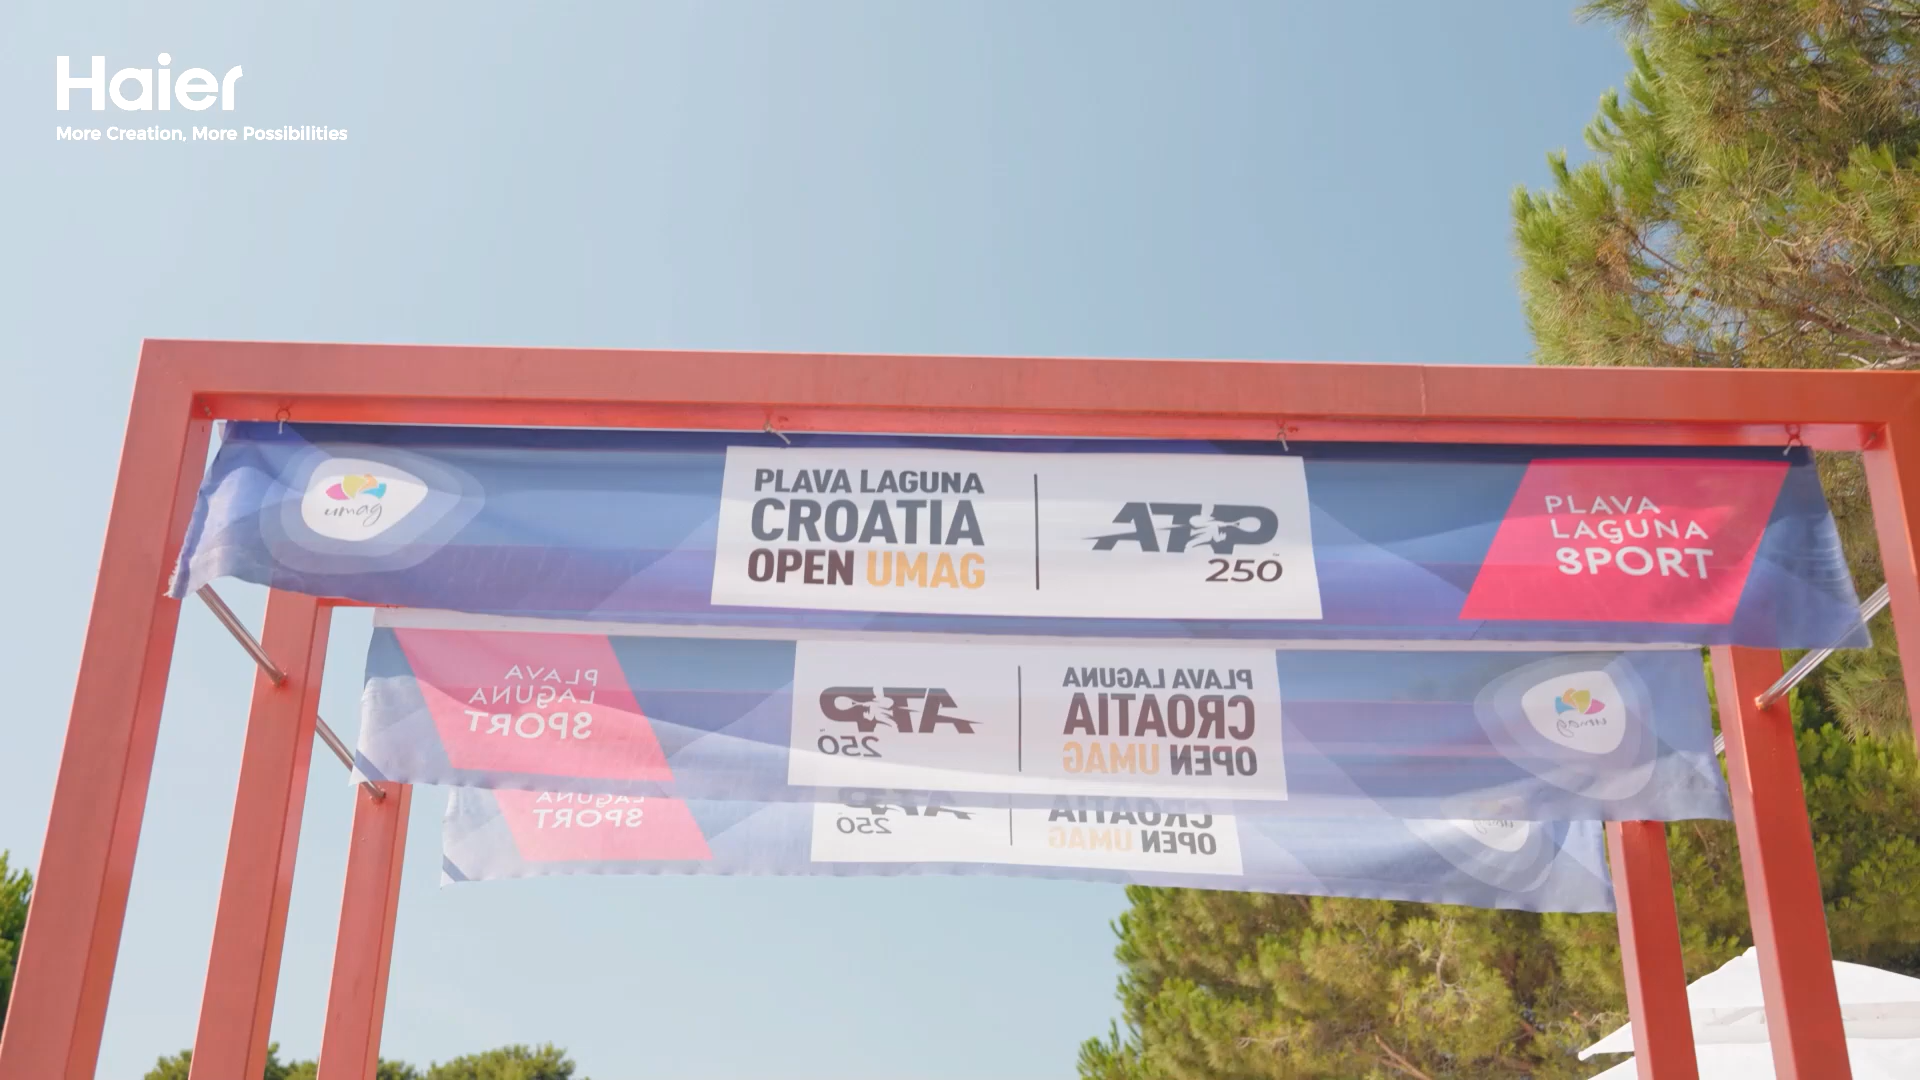 Haier
More Creation, More Possibilities
umag
PLAVA LAGUNA
CROATIA
OPEN UMAG
ATP
250
PLAVA
LAGUNA
SPORT
PLAVA
LAGUNA
SPORT
ATP
250
PLAVA LAGUNA
CROATIA
OPEN UMAG
umag
LAGUNA
SPORT
ATP
250
CROATIA
OPEN UMAG